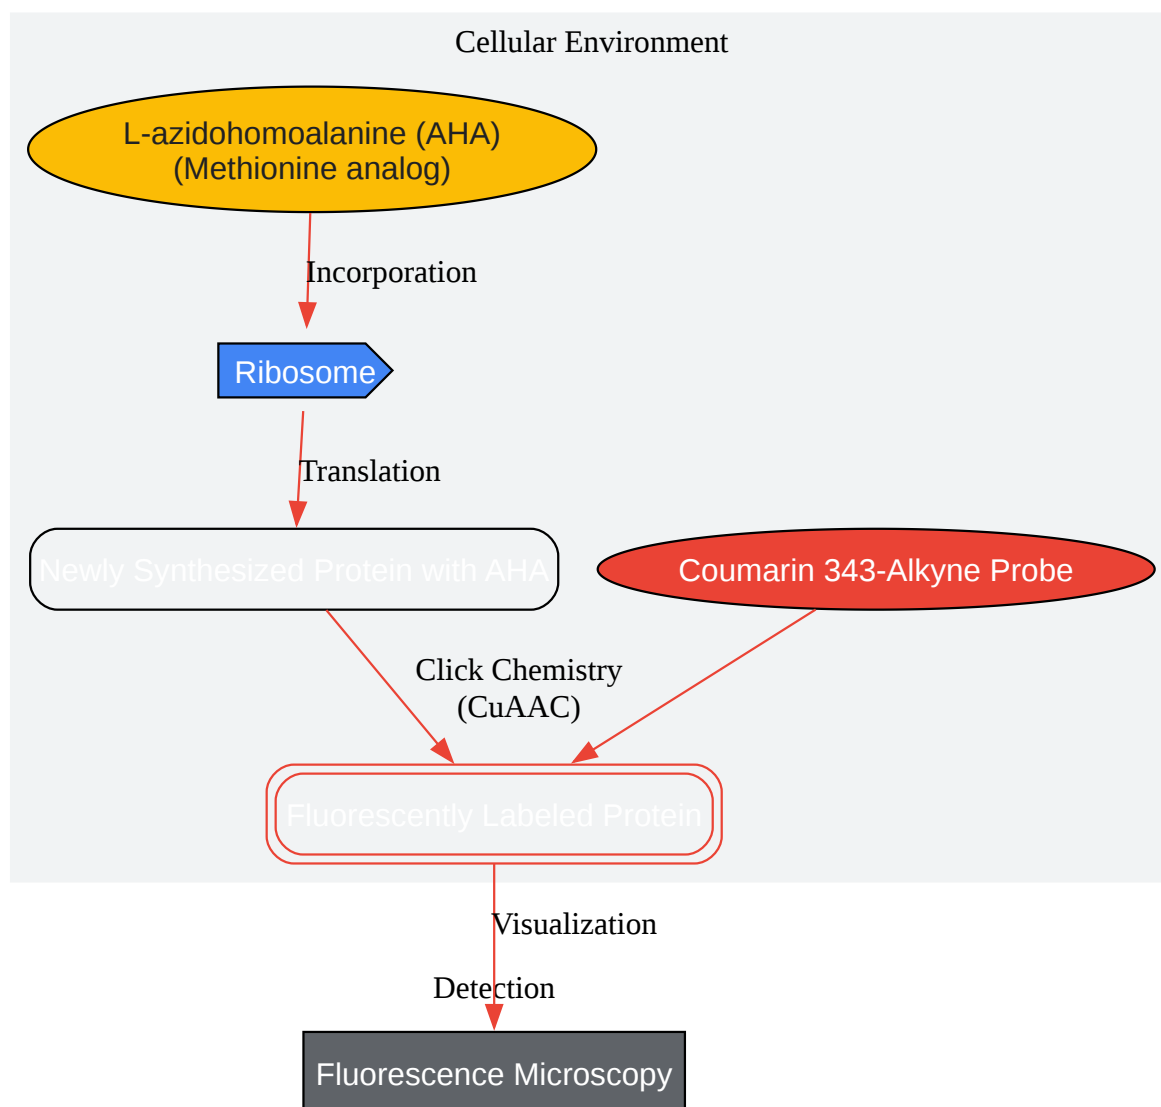 Cellular Environment
L-azidohomoalanine (AHA)
(Methionine analog)
Incorporation
Ribosome
Translation
Newly Synthesized Protein with AHA
Coumarin 343-Alkyne Probe
Click Chemistry
(CuAAC)
Fluorescently Labeled Protein
Visualization
Detection
Fluorescence Microscopy